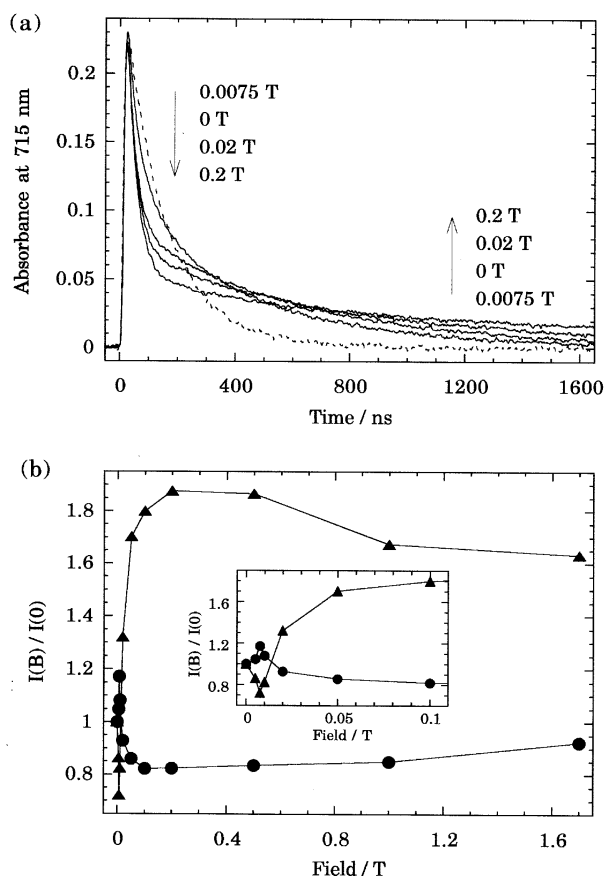 (a)
Absorbance at 715 nm
0.2
0.15
0.1
0.05
0
0.0075 T
0 T
0.02 T
0.2 T
0.2 T
0.02 T
0 T
0.0075 T
0 400 800 1200 1600
Time / ns
(b)
I(B) / I(0)
1.8
1.6
1.4
1.2
1
0.8
I(B) / I(0)
1.6
1.2
0.8
0 0.05 0.1
Field / T
0 0.4 0.8 1.2 1.6
Field / T